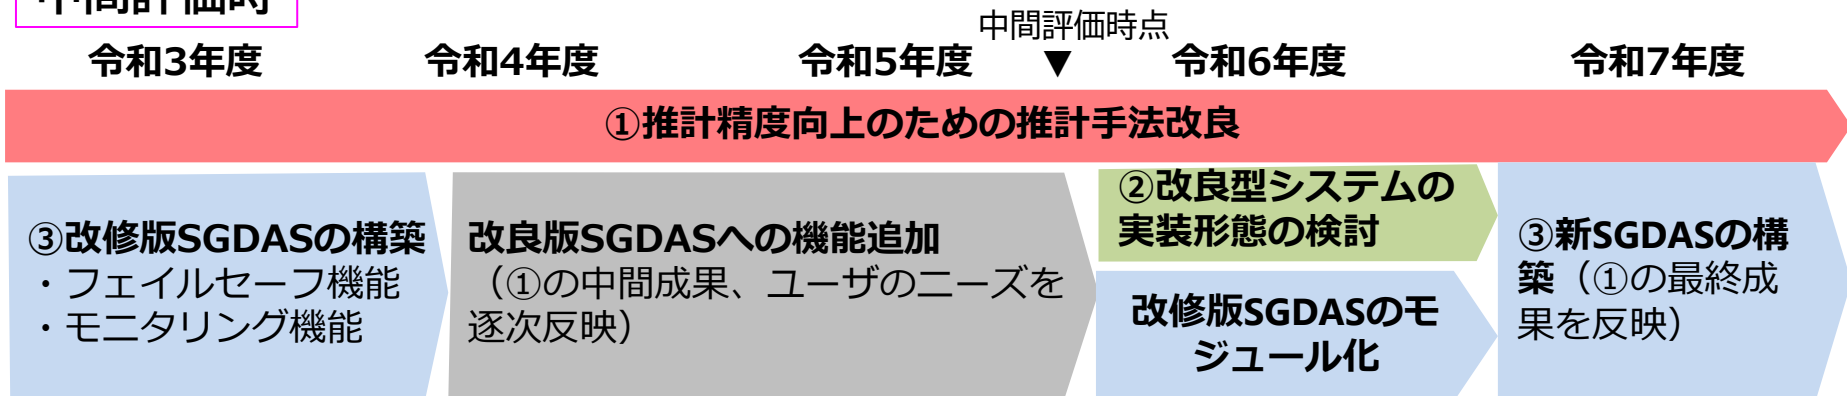 中間評価時
中間評価時点
令和3年度 令和4年度 令和5年度 ▼ 令和6年度 令和7年度
①推計精度向上のための推計手法改良
③改修版SGDASの構築
・フェイルセーフ機能
・モニタリング機能
改良版SGDASへの機能追加
（①の中間成果、ユーザのニーズを
逐次反映）
②改良型システムの
実装形態の検討
改修版SGDASのモ
ジュール化
③新SGDASの構
築（①の最終成
果を反映）